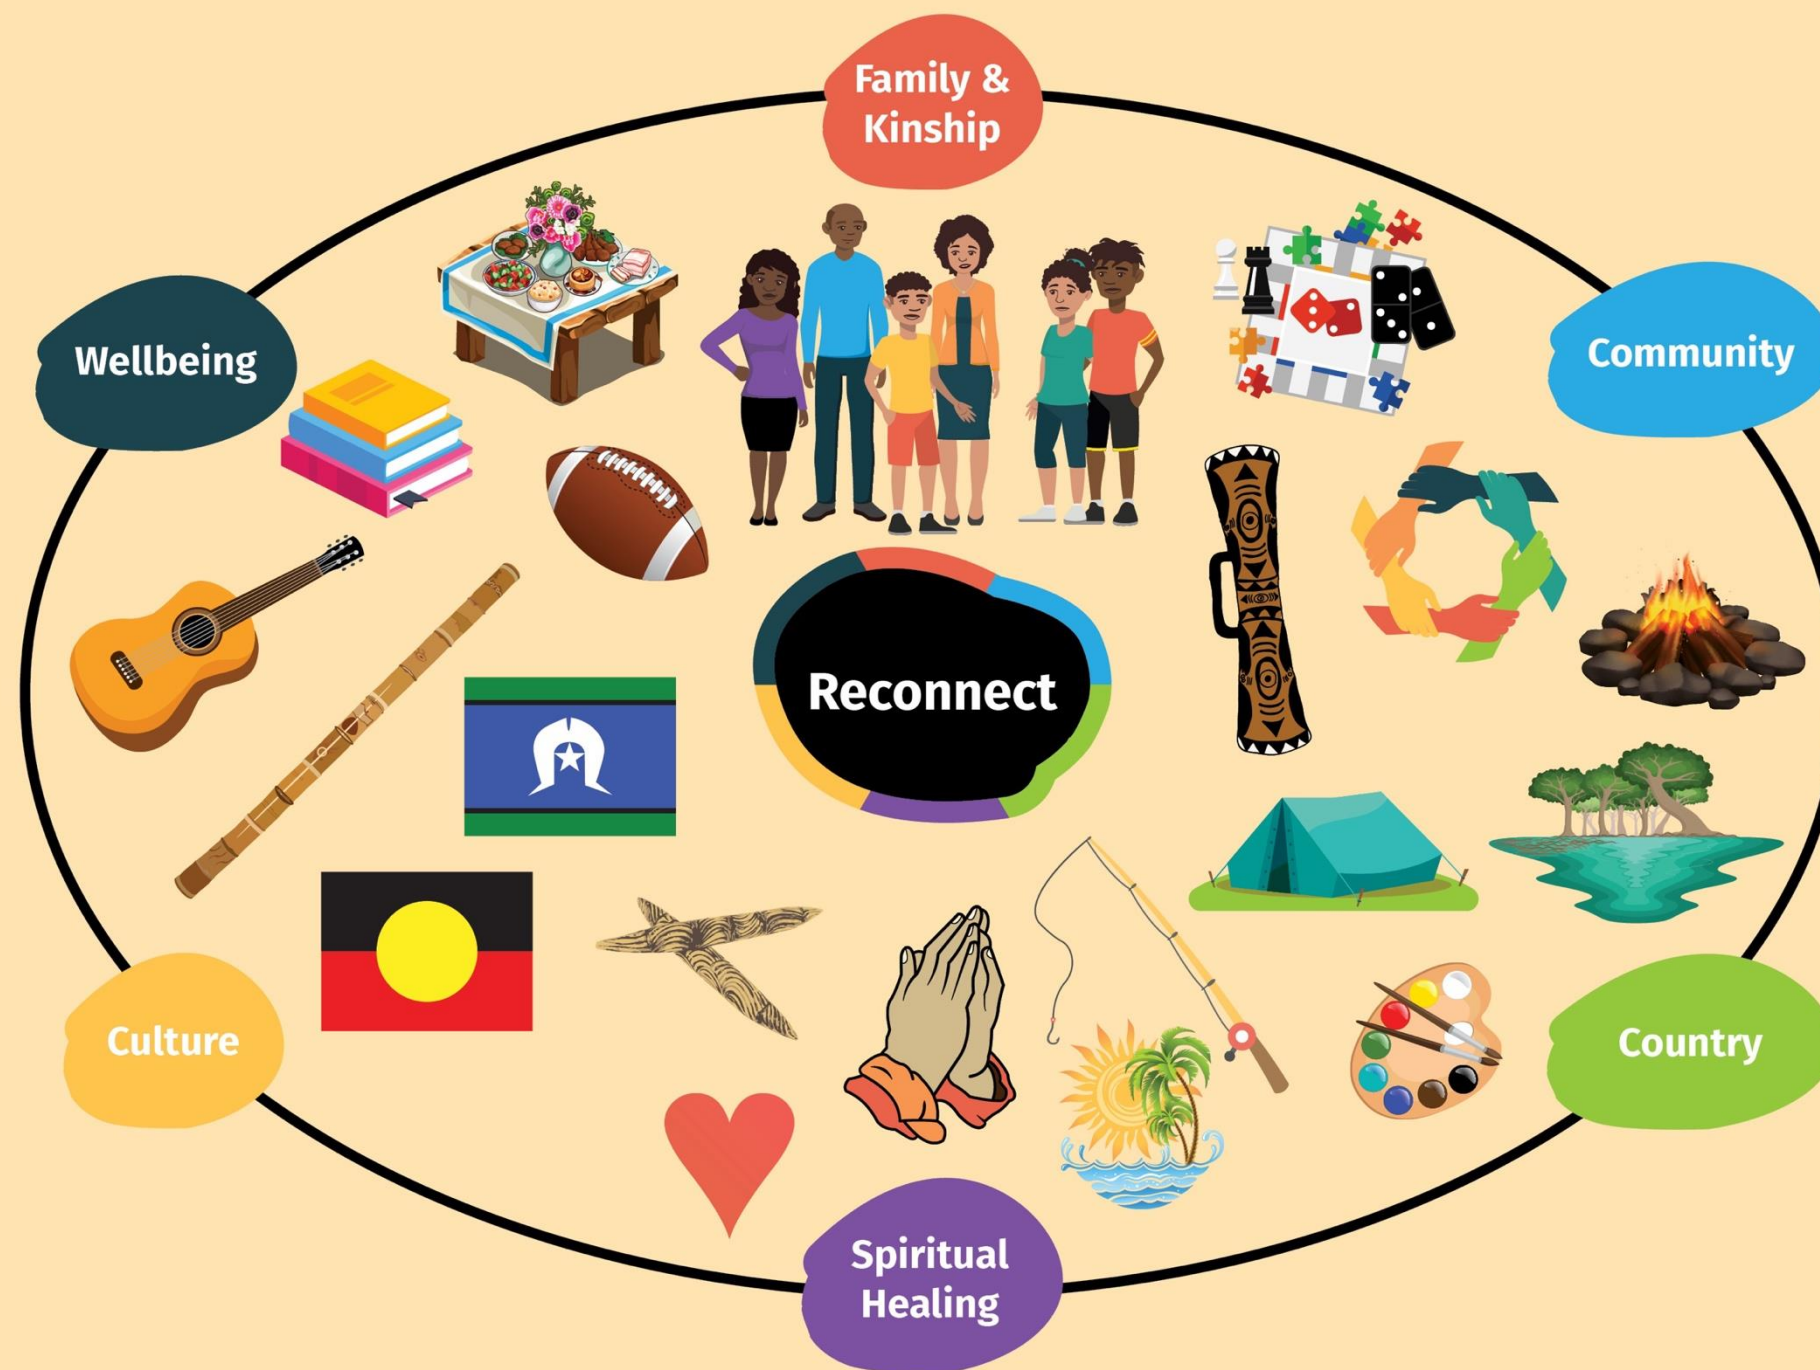 Family &
Kinship
Wellbeing
Community
Reconnect
Culture
Country
Spiritual
Healing